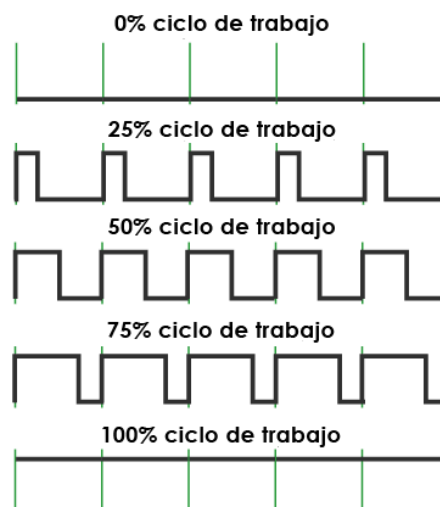 0% ciclo de trabajo
25% ciclo de trabajo
50% ciclo de trabajo
75% ciclo de trabajo
100% ciclo de trabajo